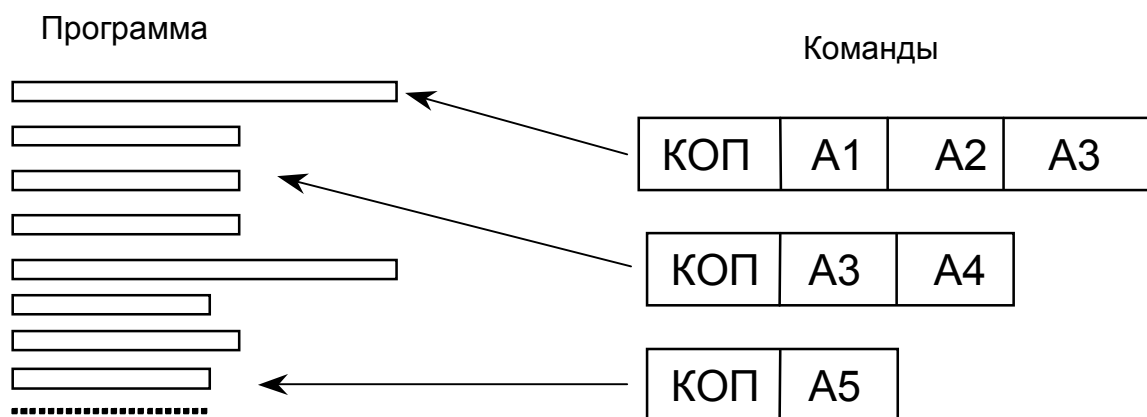 Программа
Команды
КОП А1 А2 А3
КОП А3 А4
КОП А5